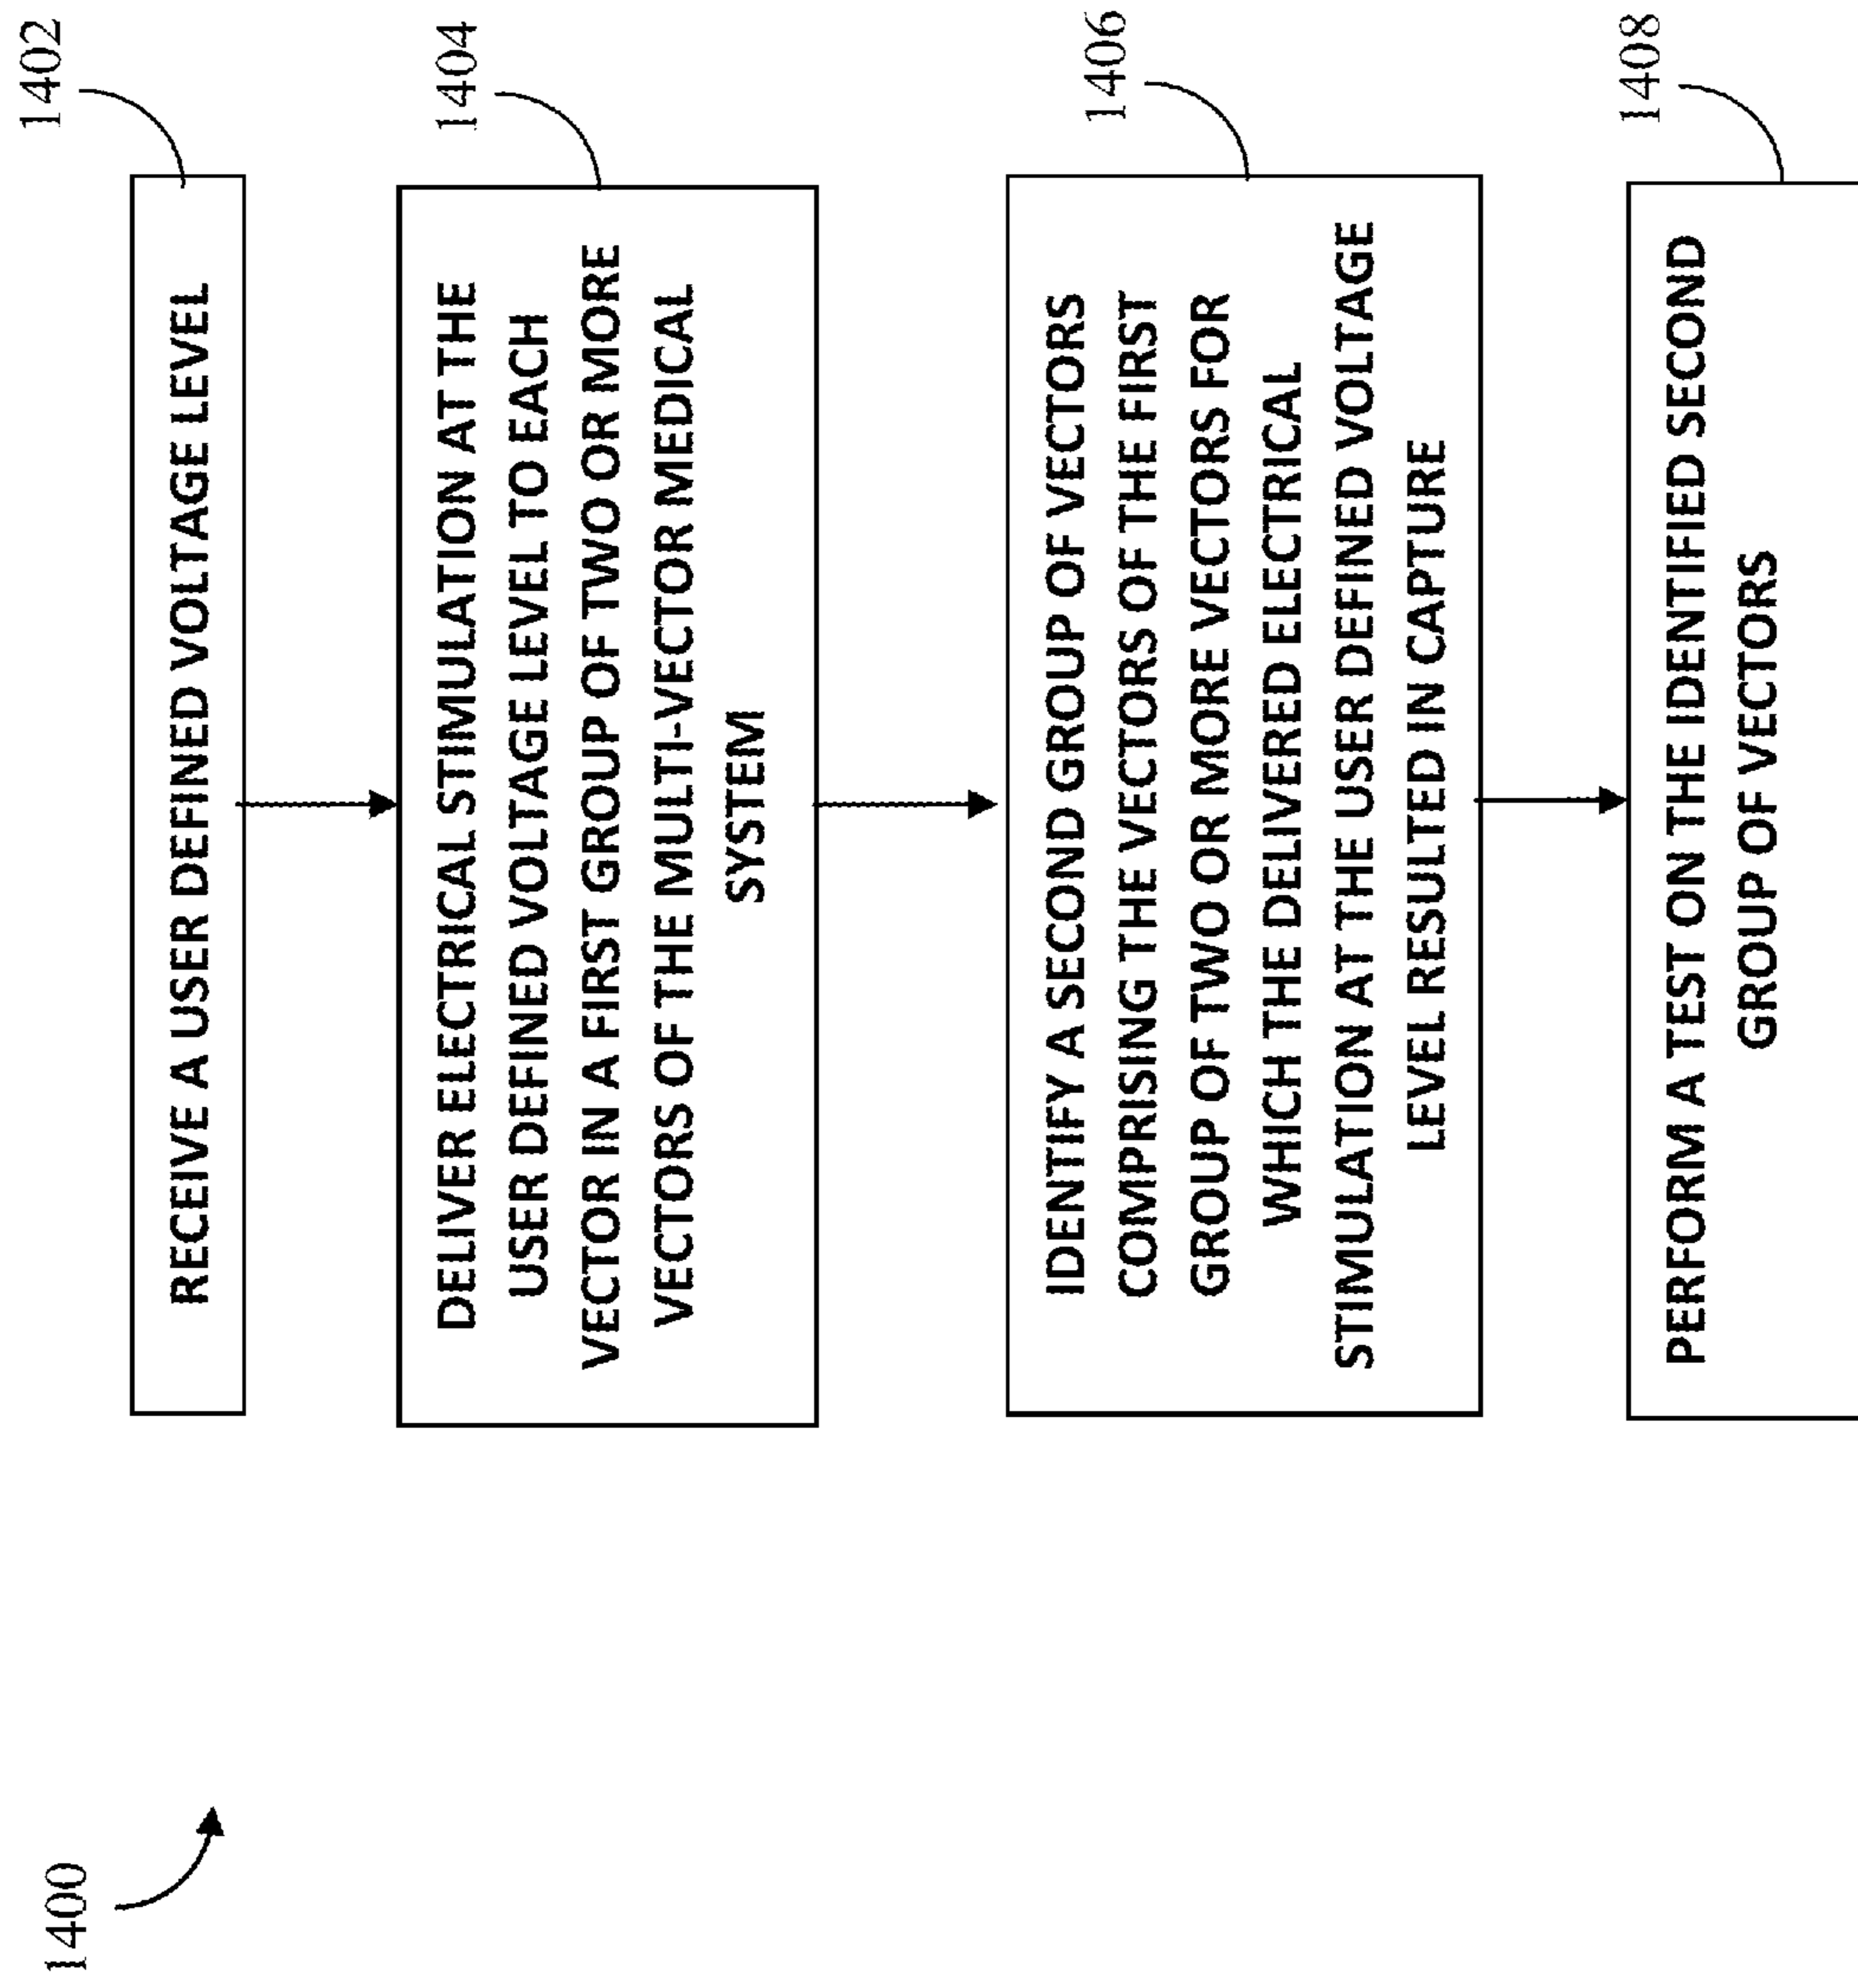 1400
1402
RECEIVE A USER DEFINED VOLTAGE LEVEL
1404
DELIVER ELECTRICAL STIMULATION AT THE
USER DEFINED VOLTAGE LEVEL TO EACH
VECTOR IN A FIRST GROUP OF TWO OR MORE
VECTORS OF THE MULTI-VECTOR MEDICAL
SYSTEM
1406
IDENTIFY A SECOND GROUP OF VECTORS
COMPRISING THE VECTORS OF THE FIRST
GROUP OF TWO OR MORE VECTORS FOR
WHICH THE DELIVERED ELECTRICAL
STIMULATION AT THE USER DEFINED VOLTAGE
LEVEL RESULTED IN CAPTURE
1408
PERFORM A TEST ON THE IDENTIFIED SECOND
GROUP OF VECTORS